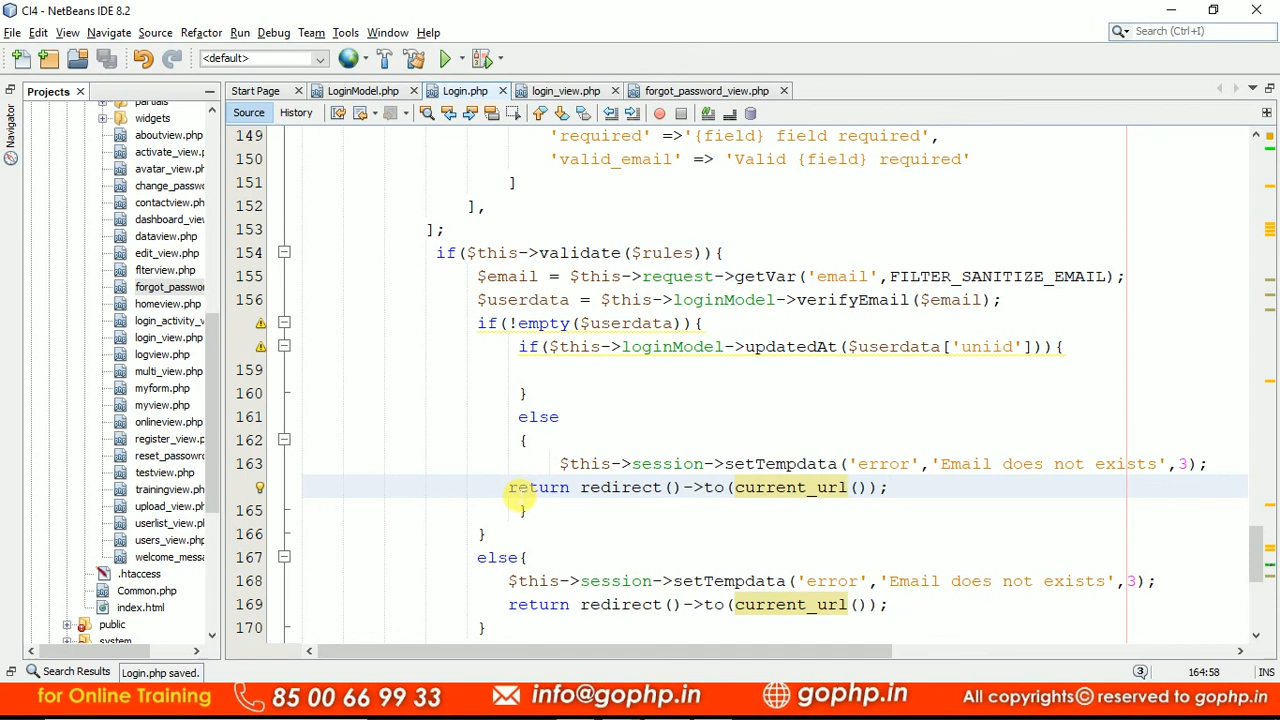 CI4 - NetBeans IDE 8.2
File Edit View Navigate Source Refactor Run Debug Team Tools Window Help
Search (Ctrl+I)
<default>
Projects
Start Page
LoginModel.php
Login.php
login_view.php
forgot_password_view.php
Navigator
Source
History
partials
widgets
aboutview.php
activate_view.p
avatar_view.ph
change_passwo
contactview.ph
dashboard_view
dataview.php
edit_view.php
flterview.php
forgot_passwor
homeview.php
login_activity_v
login_view.php
logview.php
multi_view.php
myform.php
myview.php
onlineview.php
register_view.p
reset_passowrd
testview.php
trainingview.ph
upload_view.ph
userlist_view.ph
users_view.php
welcome_messa
.htaccess
Common.php
index.html
public
system
149 'required' =>'{field} field required',
150 'valid_email' => 'Valid {field} required'
151 ]
152 ],
153 ];
154 if($this->validate($rules)){
155 $email = $this->request->getVar('email',FILTER_SANITIZE_EMAIL);
156 $userdata = $this->loginModel->verifyEmail($email);
if(!empty($userdata)){
if($this->loginModel->updatedAt($userdata['uniid'])){
159
160 }
161 else
162 {
163 $this->session->setTempdata('error','Email does not exists',3);
return redirect()->to(current_url());
165 }
166 }
167 else{
168 $this->session->setTempdata('error','Email does not exists',3);
169 return redirect()->to(current_url());
170 }
Search Results
Login.php saved.
3
164:58
INS
for Online Training 85 00 66 99 33 info@gophp.in gophp.in All copyrights© reserved to gophp.in